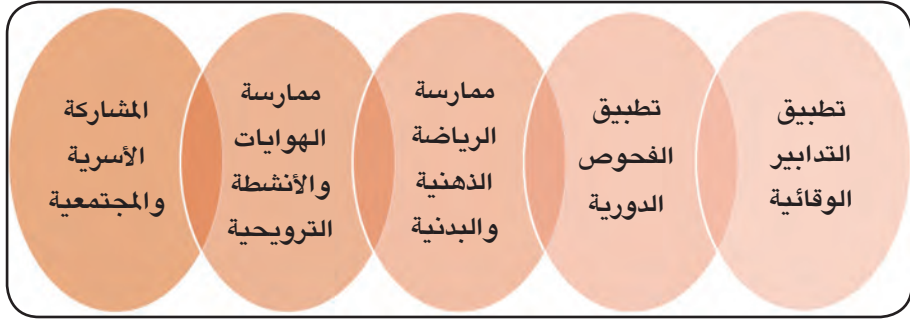 تطبيق
التدابير
الوقائية
تطبيق
الفحوص
الدورية
ممارسة
الرياضة
الذهنية
والبدنية
ممارسة
الهوايات
والأنشطة
الترويحية
المشاركة
الأسرية
والمجتمعية